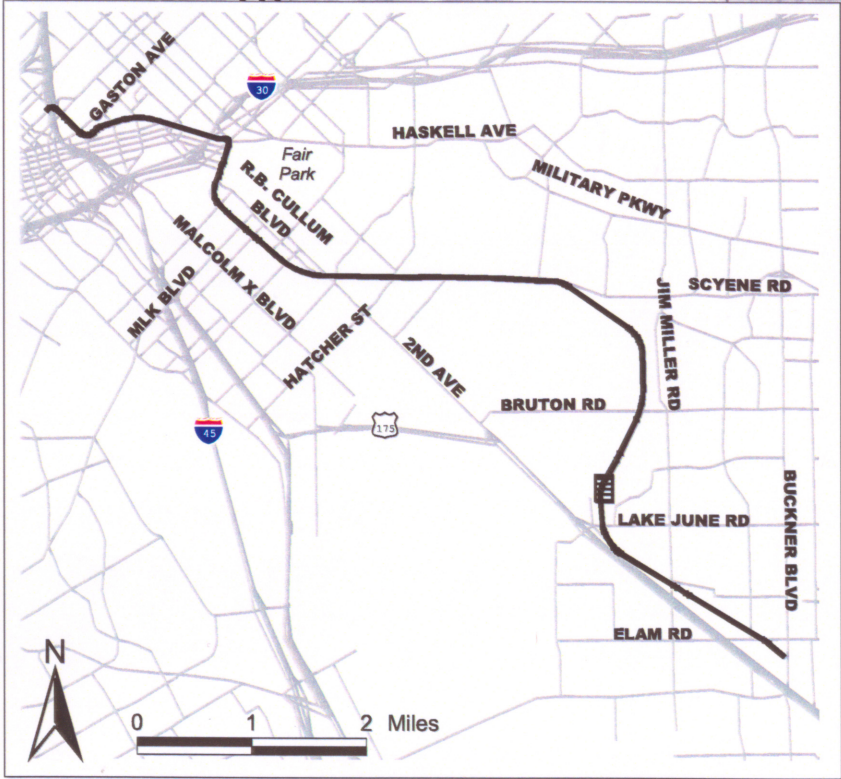 GASTON AVE
30
HASKELL AVE
Fair
Park
R.B. CULLUM
BLVD
MILITARY PKWY
MALCOLM X BLVD
MLK BLVD
SCYENE RD
JIM MILLER RD
HATCHER ST
2ND AVE
BRUTON RD
175
45
BUCKNER BLVD
LAKE JUNE RD
ELAM RD
N
0 1 2 Miles